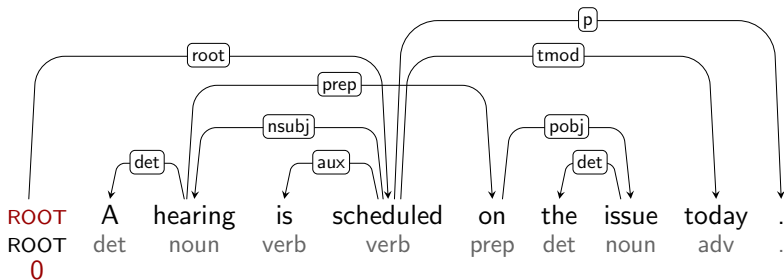 p
root tmod
prep
nsubj pobj
det aux det
ROOT A hearing is scheduled on the issue today .
ROOT det noun verb verb prep det noun adv .
0